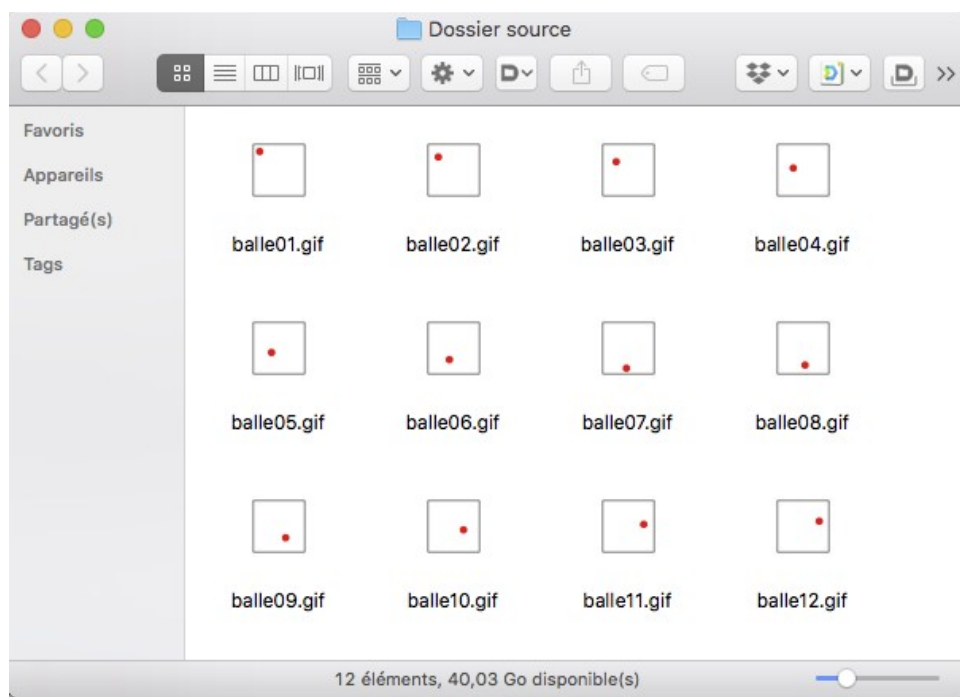 Dossier source
Favoris
Appareils
Partagé(s)
Tags
balle01.gif balle02.gif balle03.gif balle04.gif
balle05.gif balle06.gif balle07.gif balle08.gif
balle09.gif balle10.gif balle11.gif balle12.gif
12 éléments, 40,03 Go disponible(s)